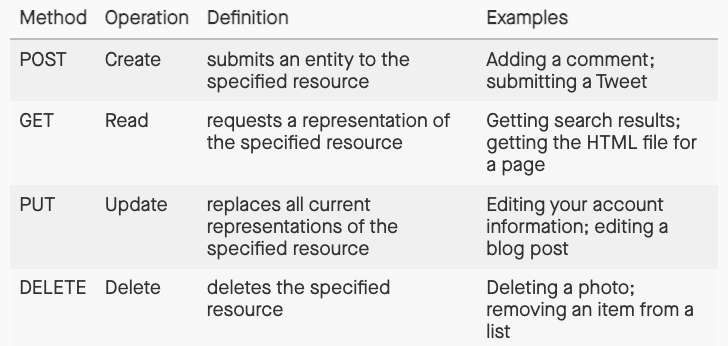 Method Operation Definition Examples
POST Create submits an entity to the Adding a comment;
specified resource submitting a Tweet
GET Read requests a representation of Getting search results;
the specified resource getting the HTML file for
a page
PUT Update replaces all current Editing your account
representations of the information; editing a
specified resource blog post
DELETE Delete deletes the specified Deleting a photo;
resource removing an item from a
list